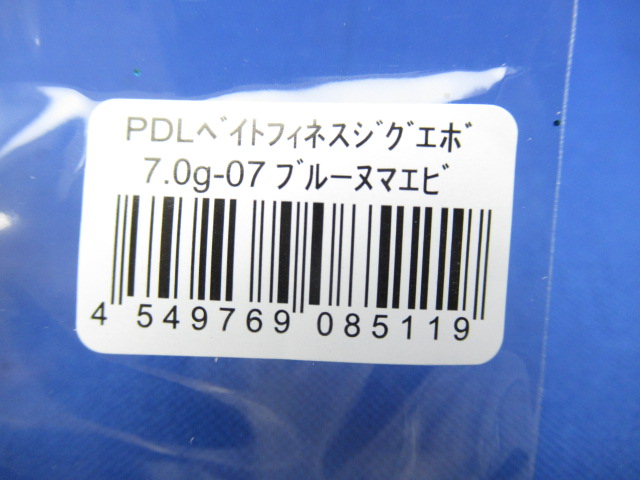 PDLﾍﾞｲﾄﾌｨﾈｽｼﾞｸﾞｴﾎﾞ
7.0g-07 ﾌﾞﾙｰﾇﾏｴﾋﾞ
4 549769 085119